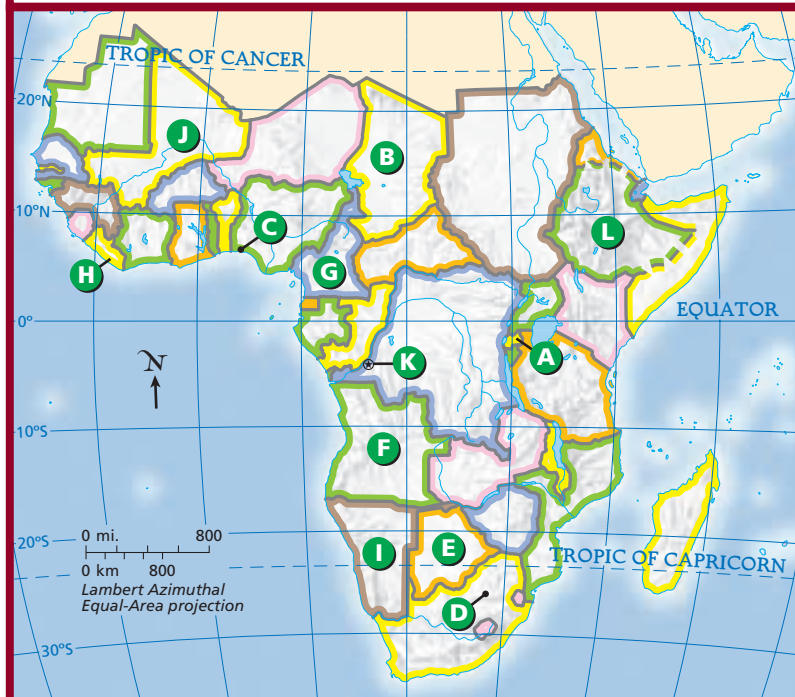 TROPIC OF CANCER
20°N
J
B
10°N
C
L
H
G
EQUATOR
0°
N
K
A
10°S
F
0 mi. 800
0 km 800
Lambert Azimuthal
Equal-Area projection
20°S
I
E
TROPIC OF CAPRICORN
D
30°S